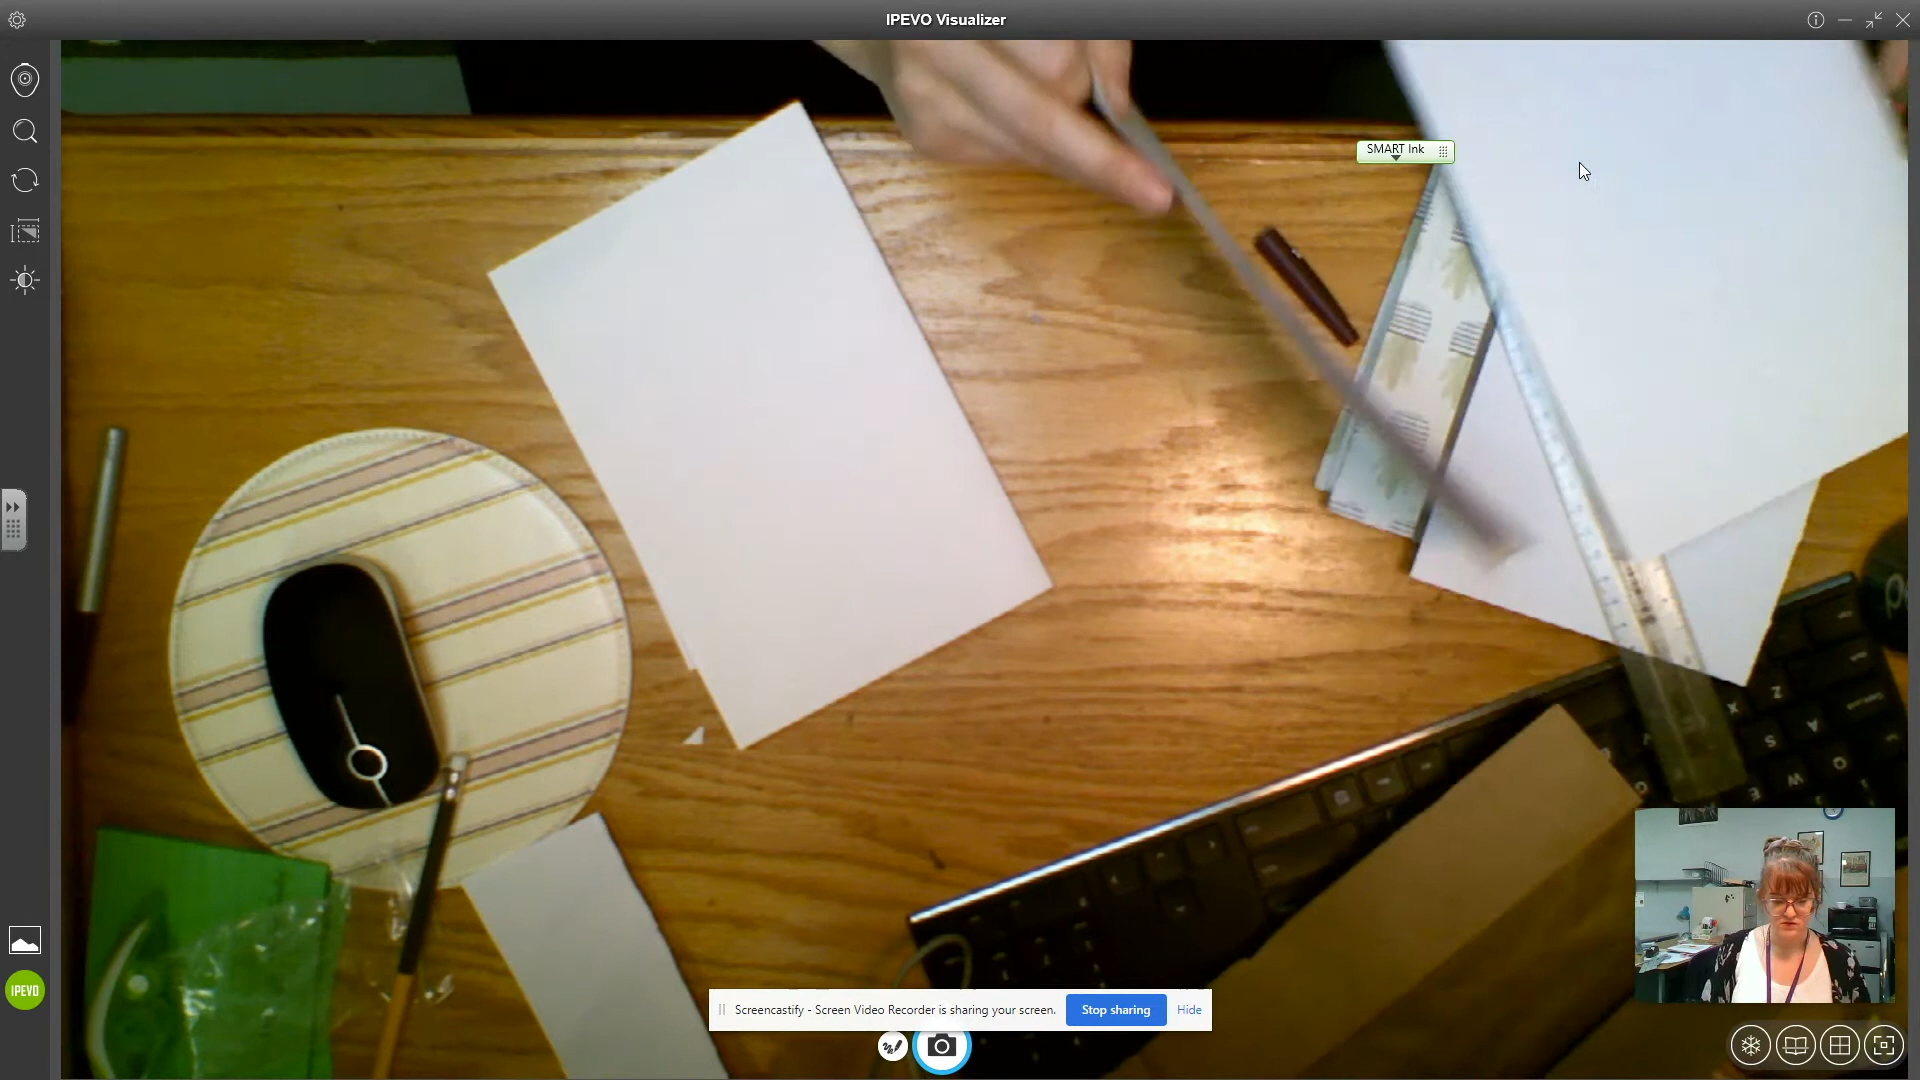 IPEVO Visualizer
SMART Ink
Z
X
A
S
W
Q
IPEVO
Screencastify - Screen Video Recorder is sharing your screen.
Stop sharing
Hide